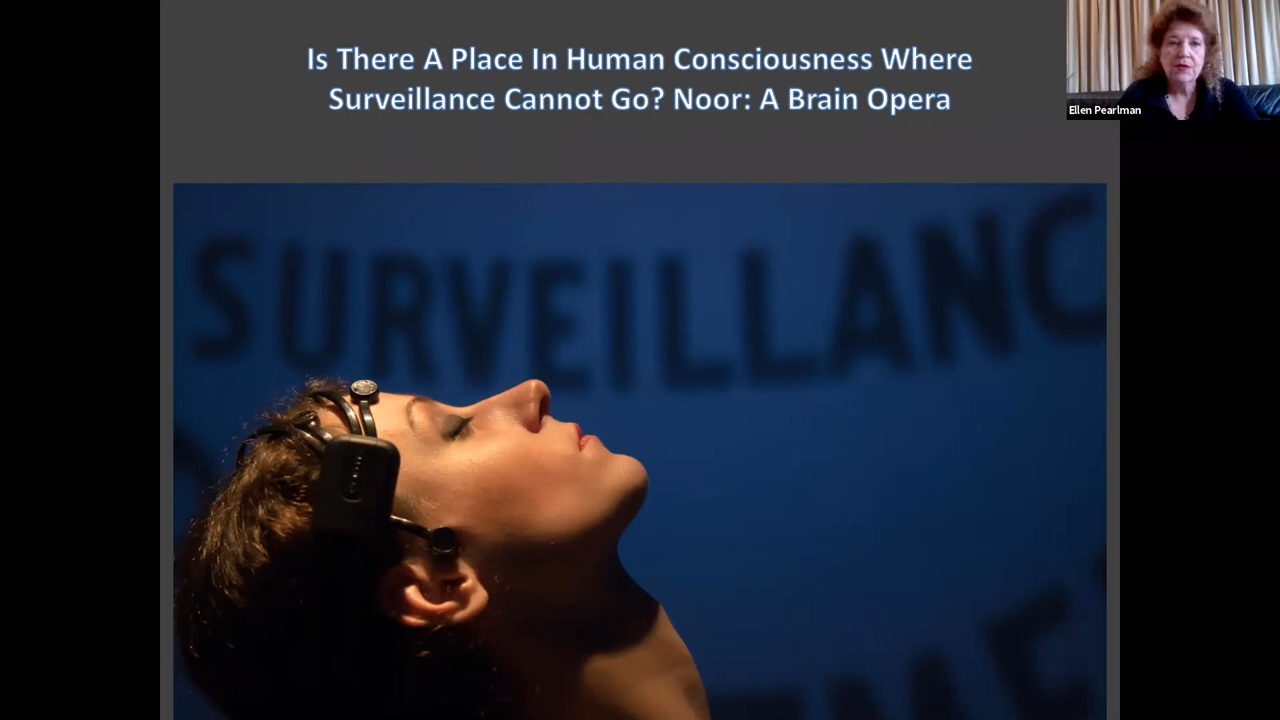 Is There A Place In Human Consciousness Where
Surveillance Cannot Go? Noor: A Brain Opera
Ellen Pearlman
SURVEILLANC